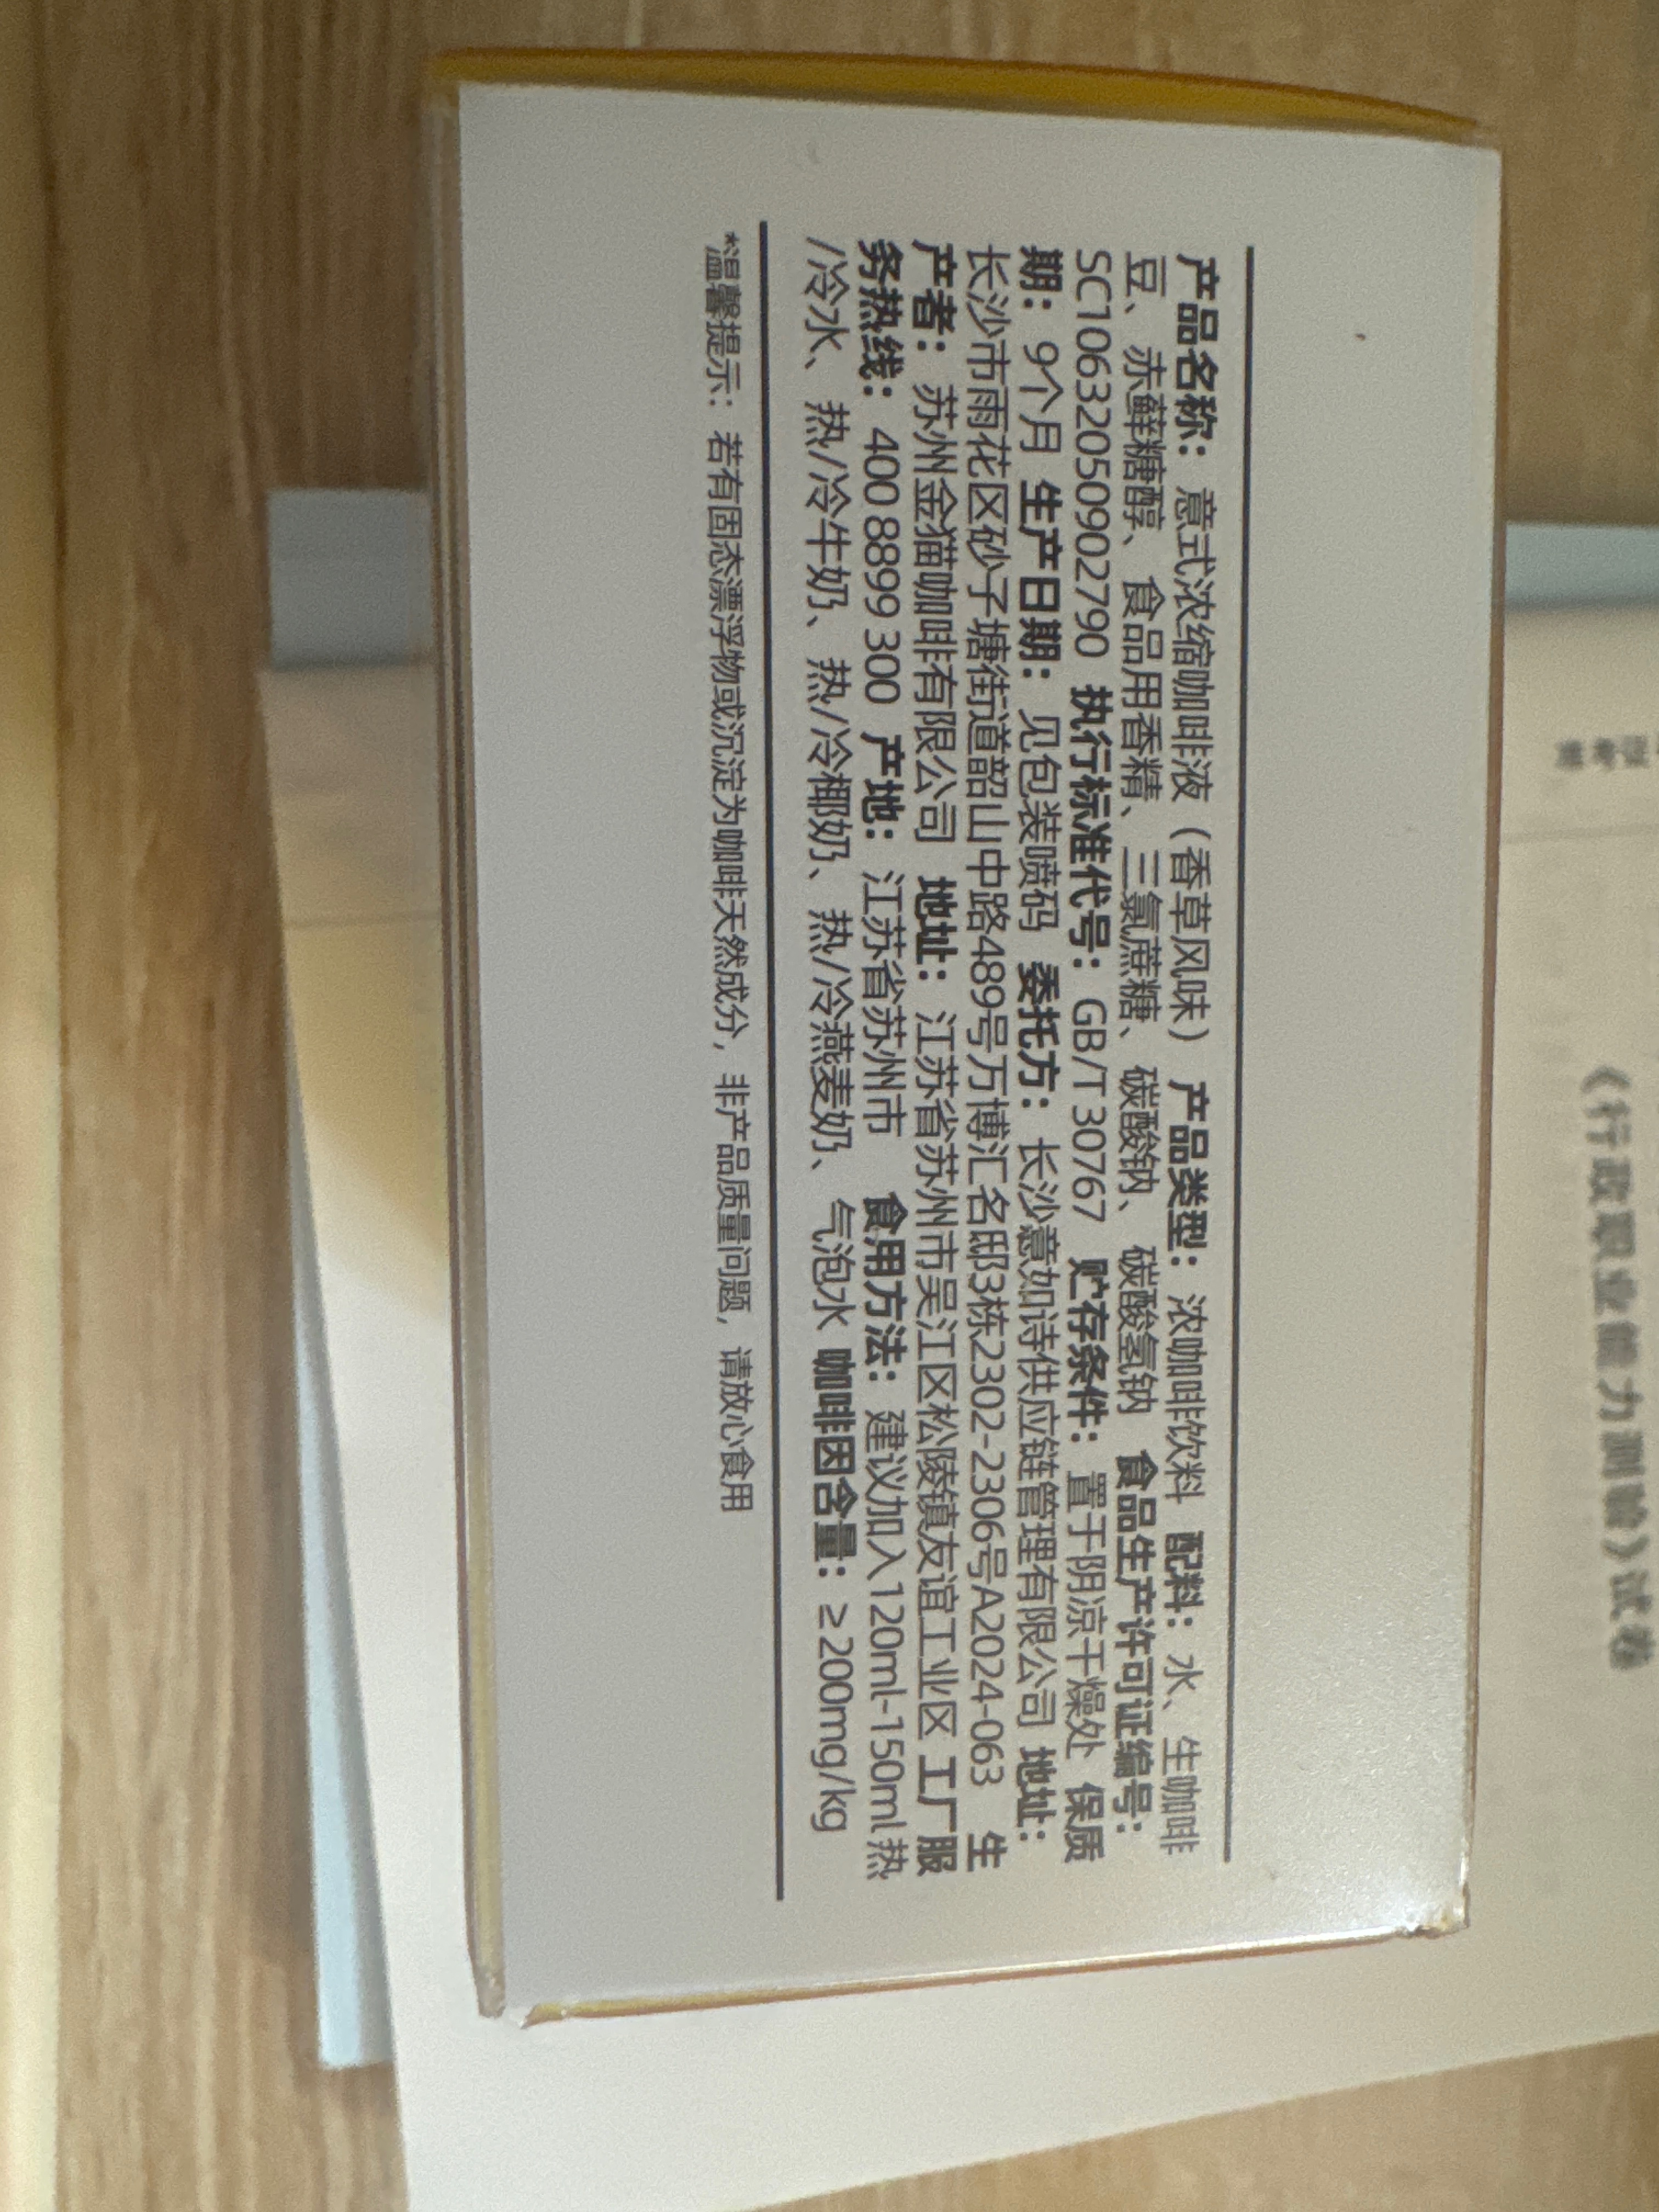 产品名称：意式浓缩咖啡液（香草风味） 产品类型：浓咖啡饮料 配料：水、生咖啡
豆、赤藓糖醇、食品用香精、三氯蔗糖、碳酸钠、碳酸氢钠 食品生产许可证编号：
SC10632050902790 执行标准代号：GB/T 30767 贮存条件：置于阴凉干燥处 保质
期：9个月 生产日期：见包装喷码 委托方：长沙意如诗供应链管理有限公司 地址：
长沙市雨花区砂子塘街道韶山中路489号万博汇名邸3栋2302-2306号A2024-063 生
产者：苏州金猫咖啡有限公司 地址：江苏省苏州市吴江区松陵镇友谊工业区 工厂服
务热线：400 8899 300 产地：江苏省苏州市 食用方法：建议加入120ml-150ml热
/冷水、热/冷牛奶、热/冷椰奶、热/冷燕麦奶、气泡水 咖啡因含量：≥200mg/kg
*温馨提示：若有固态漂浮物或沉淀为咖啡天然成分，非产品质量问题，请放心食用
《行政职业能力测验》试卷